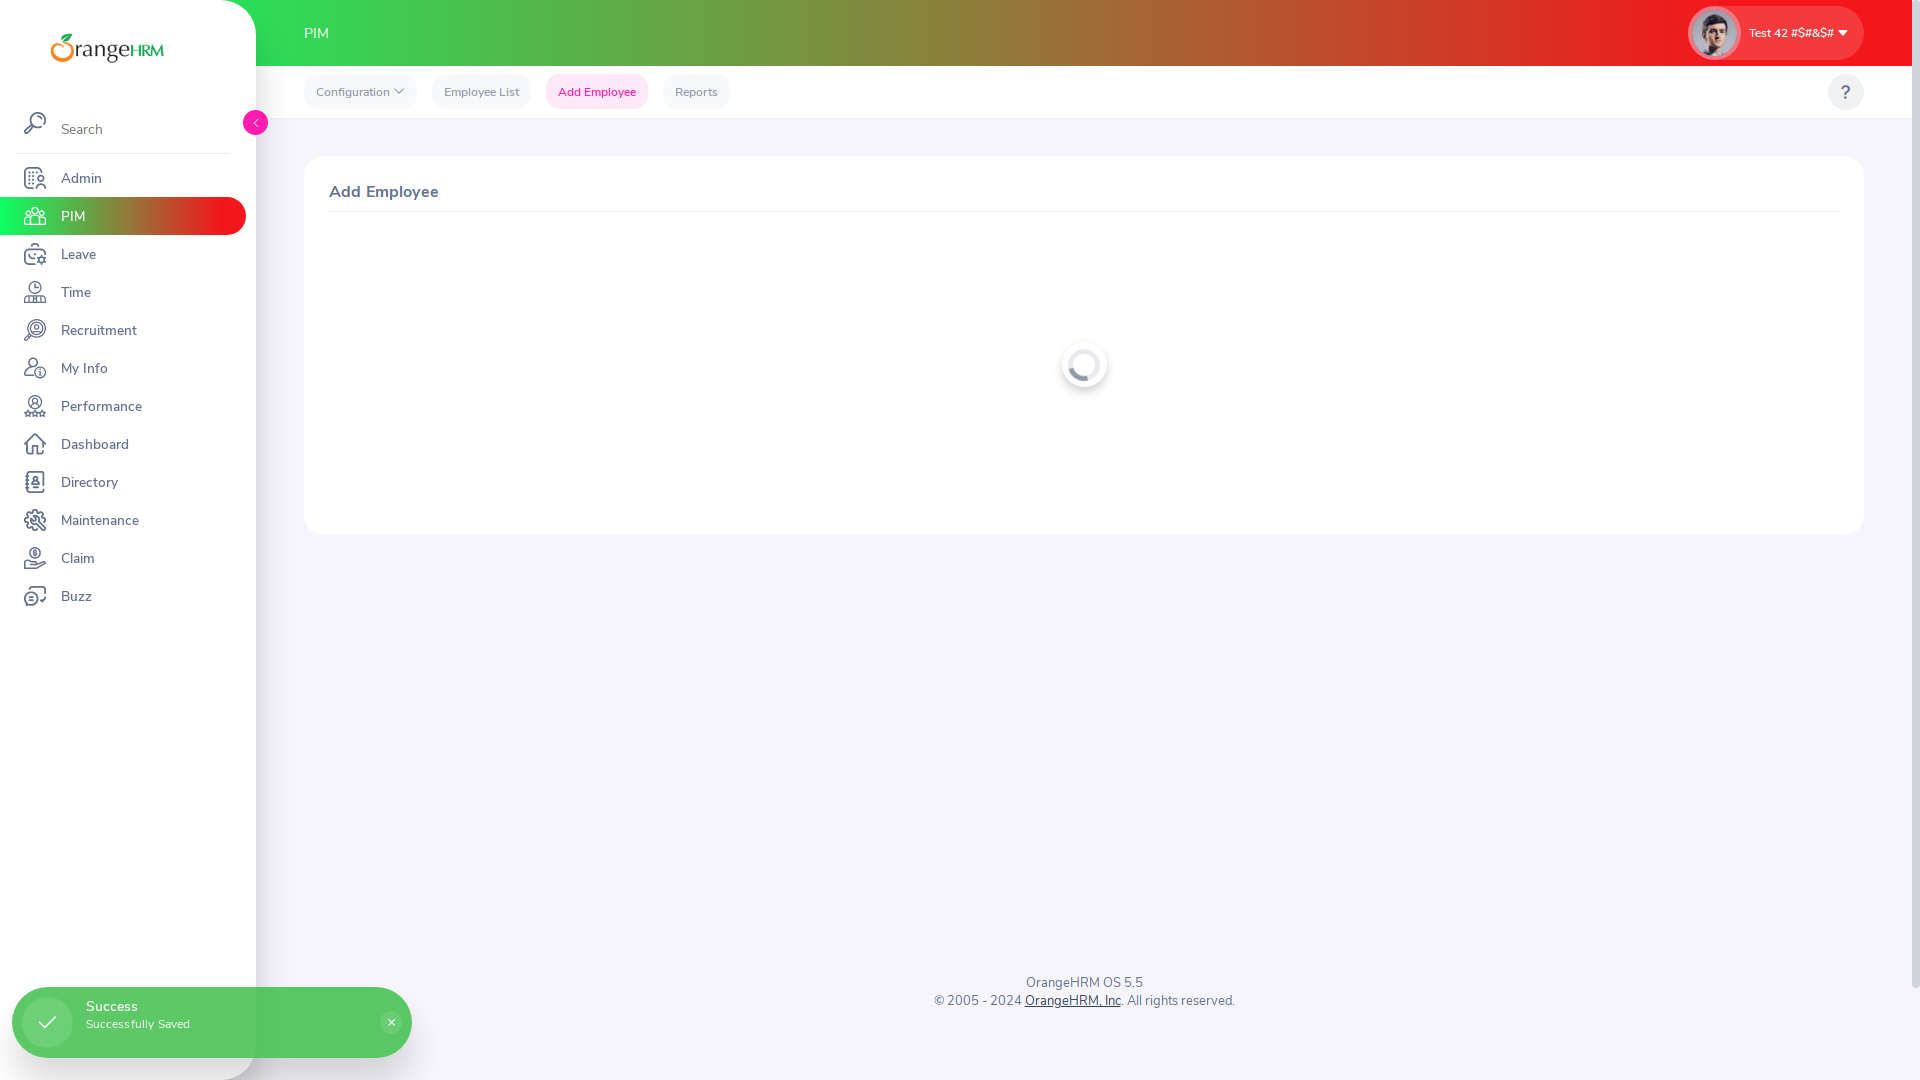 OrangeHRM
PIM
Test 42 #$#&$#
Configuration
Employee List
Add Employee
Reports
?
Search
Admin
PIM
Leave
Time
Recruitment
My Info
Performance
Dashboard
Directory
Maintenance
Claim
Buzz
Add Employee
OrangeHRM OS 5.5
© 2005 - 2024 OrangeHRM, Inc. All rights reserved.
Success
Successfully Saved